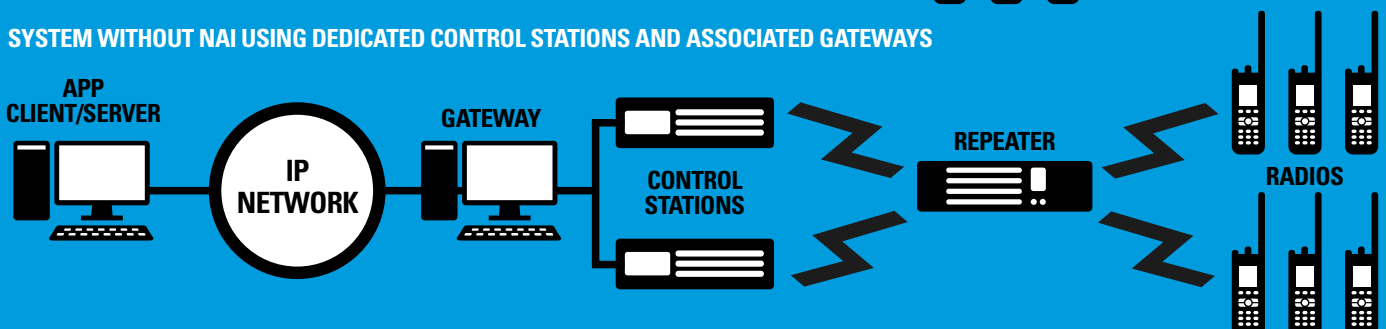 SYSTEM WITHOUT NAI USING DEDICATED CONTROL STATIONS AND ASSOCIATED GATEWAYS
APP
CLIENT/SERVER
IP
NETWORK
GATEWAY
CONTROL
STATIONS
REPEATER
RADIOS